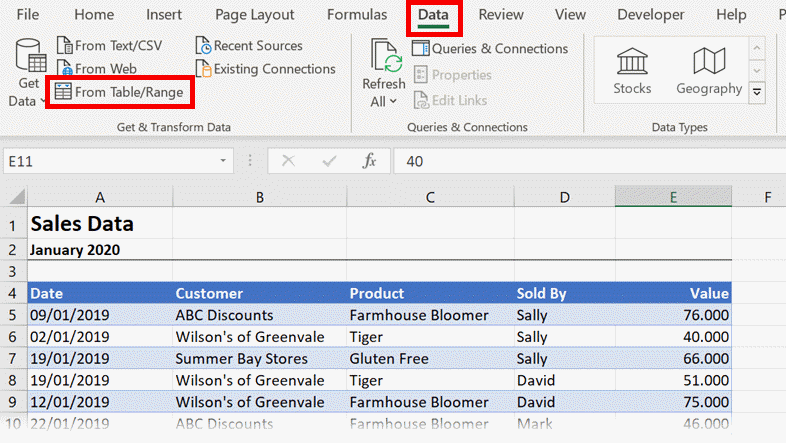 File Home Insert Page Layout Formulas Data Review View Developer Help
Get Data
From Text/CSV
From Web
From Table/Range
Recent Sources
Existing Connections
Get & Transform Data
Refresh All
Queries & Connections
Properties
Edit Links
Queries & Connections
Stocks
Geography
Data Types
E11 fx 40
A B C D E F
1 Sales Data
2 January 2020
3
4 Date Customer Product Sold By Value
5 09/01/2019 ABC Discounts Farmhouse Bloomer Sally 76.000
6 02/01/2019 Wilson's of Greenvale Tiger Sally 40.000
7 19/01/2019 Summer Bay Stores Gluten Free Sally 66.000
8 19/01/2019 Wilson's of Greenvale Tiger David 51.000
9 12/01/2019 Wilson's of Greenvale Farmhouse Bloomer David 75.000
10 22/01/2019 ABC Discounts Farmhouse Bloomer Mark 46.000